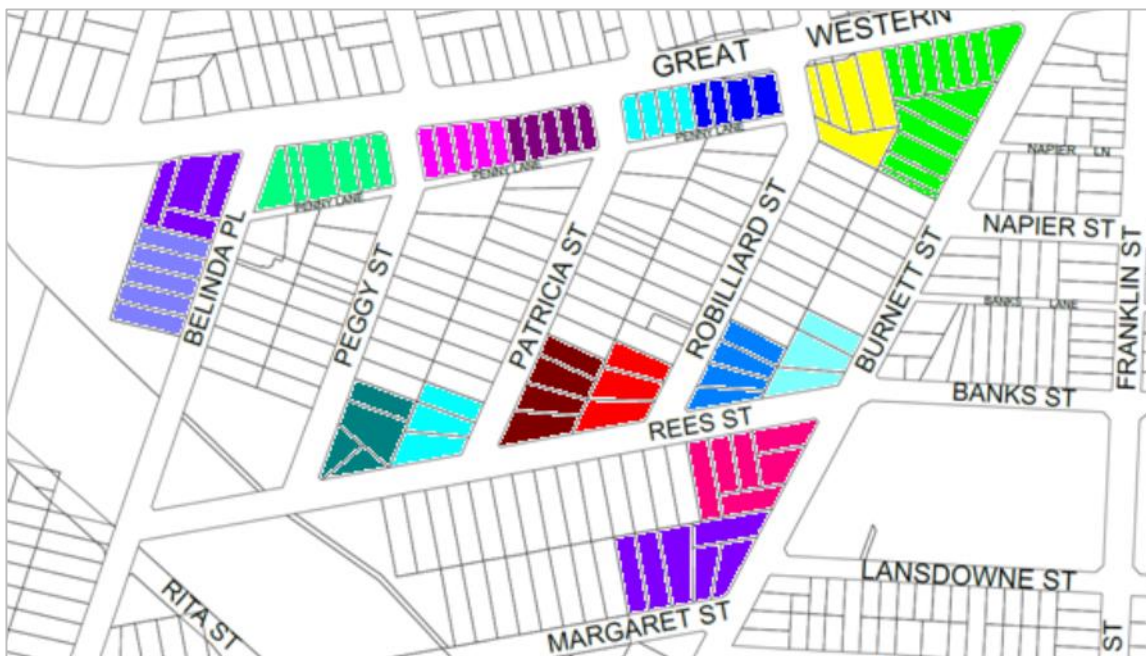 GREAT WESTERN
PENNY LANE
PENNY LANE
PENNY LANE
NAPIER LN
NAPIER ST
BELINDA PL
PEGGY ST
PATRICIA ST
ROBILLIARD ST
BURNETT ST
FRANKLIN ST
BANKS LANE
BANKS ST
REES ST
LANSDOWNE ST
RITA ST
MARGARET ST
ST